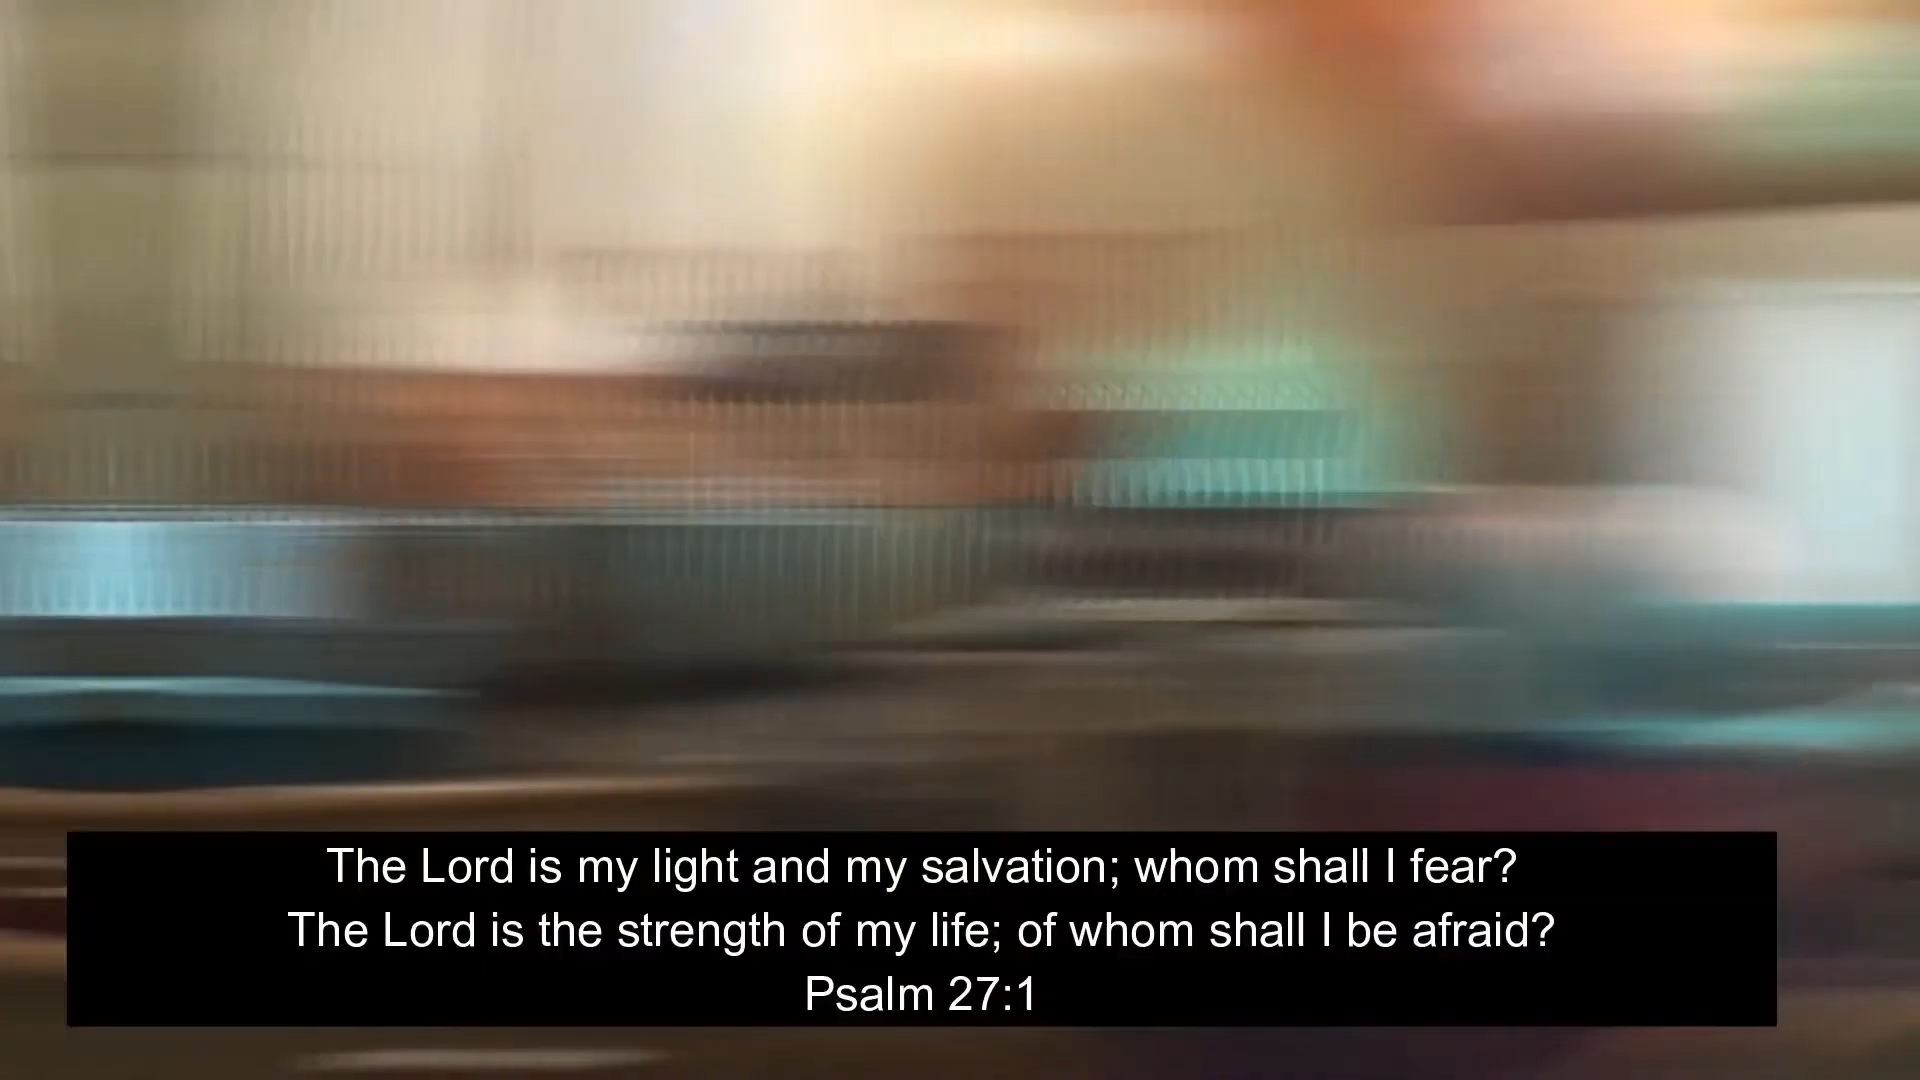 The Lord is my light and my salvation; whom shall I fear?
The Lord is the strength of my life; of whom shall I be afraid?
Psalm 27:1